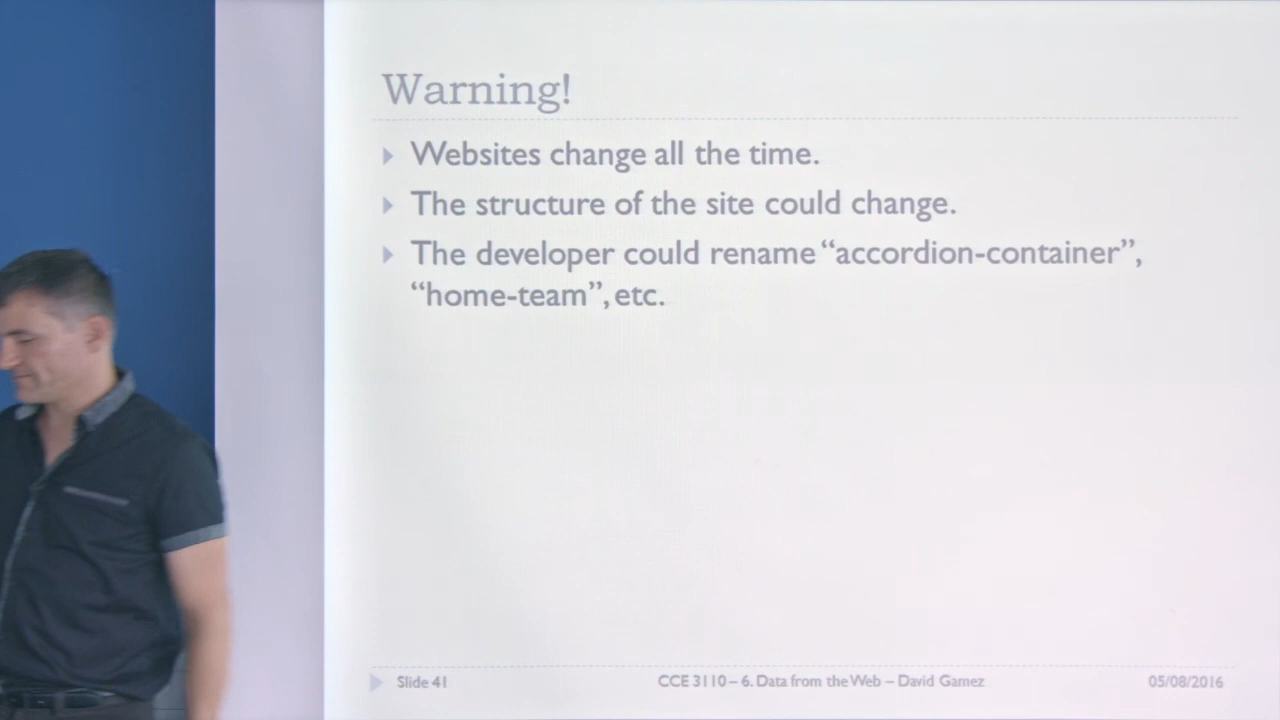 Warning!
Websites change all the time.
The structure of the site could change.
The developer could rename “accordion-container”,
“home-team”, etc.
Slide 41
CCE 3110 – 6. Data from the Web – David Gamez
05/08/2016